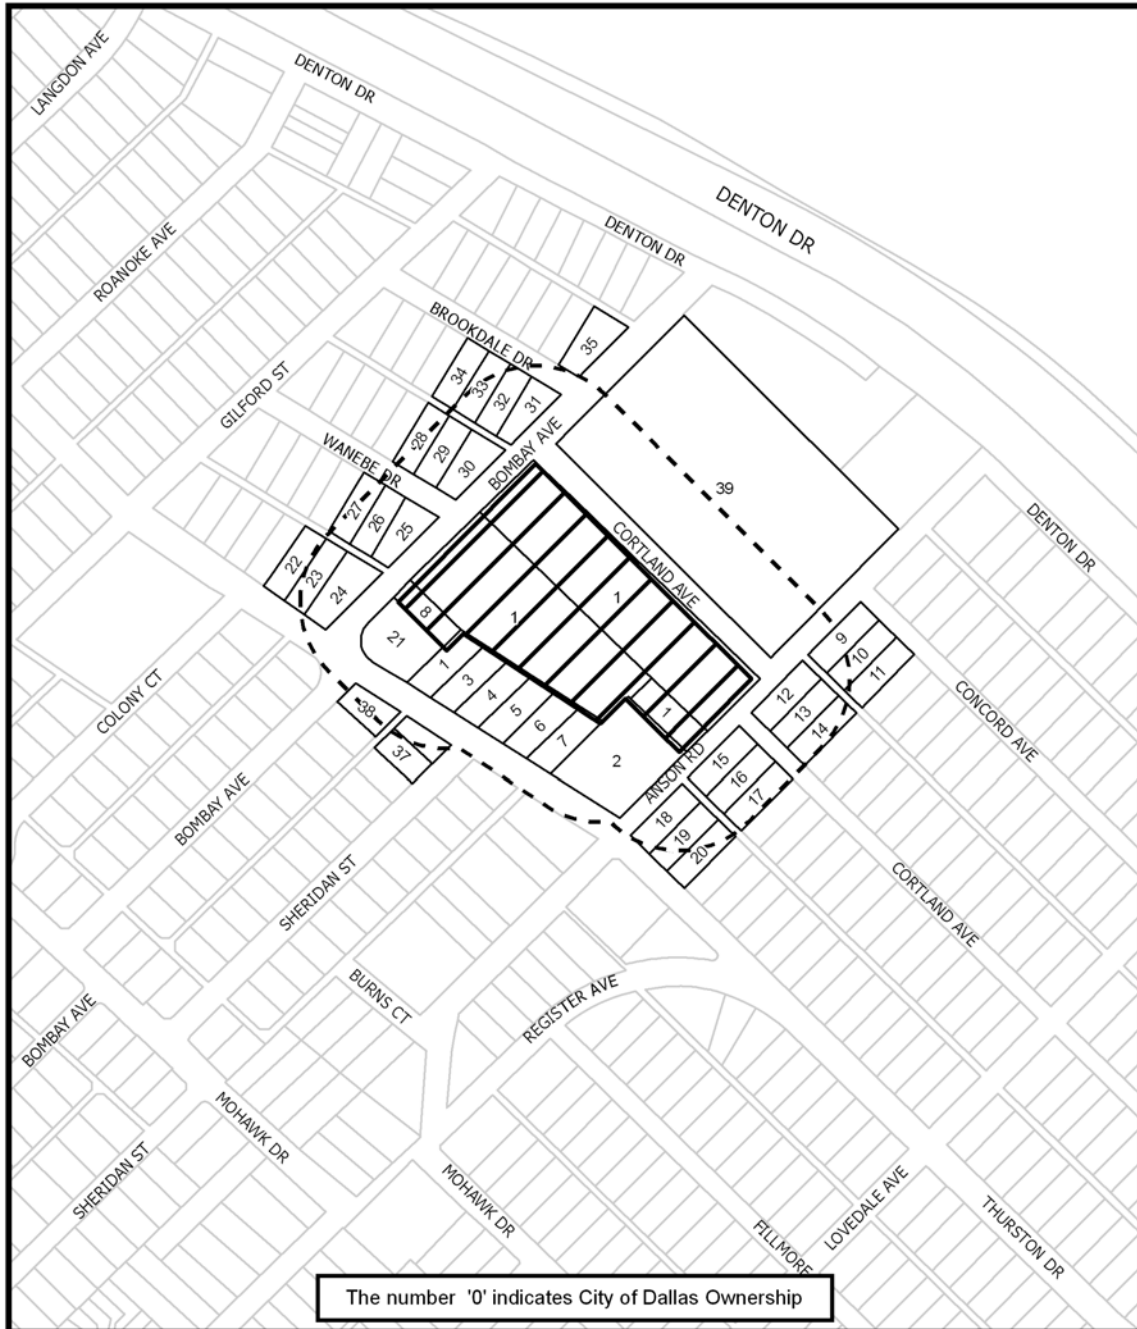 LANGDON AVE
DENTON DR
DENTON DR
DENTON DR
ROANOKE AVE
BROOKDALE DR
35
34
33
32
31
GILFORD ST
28
29
30
BOMBAY AVE
WANEBE DR
39
27
26
25
CORTLAND AVE
DENTON DR
22
23
24
8
1
1
21
1
3
4
5
6
7
2
1
9
10
11
12
13
14
CONCORD AVE
COLONY CT
38
37
ANSON RD
15
16
17
18
19
20
BOMBAY AVE
SHERIDAN ST
CORTLAND AVE
BURNS CT
REGISTER AVE
BOMBAY AVE
MOHAWK DR
SHERIDAN ST
MOHAWK DR
FILLMORE
LOVEDALE AVE
THURSTON DR
The number '0' indicates City of Dallas Ownership